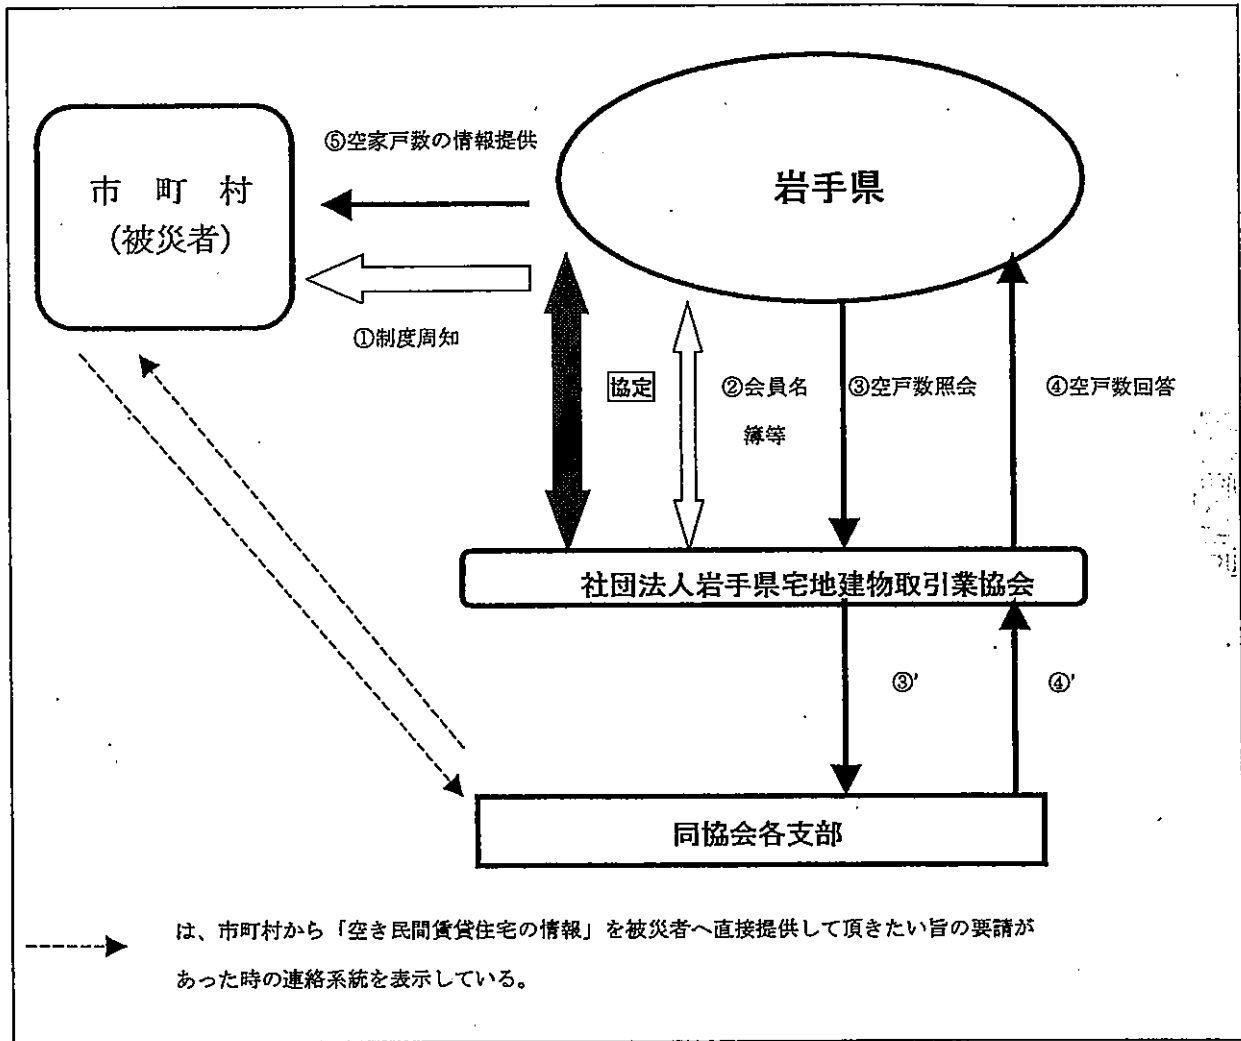 ⑤空家戸数の情報提供
市 町 村
(被災者)
岩手県
①制度周知
協定
②会員名
簿等
③空戸数照会
④空戸数回答
社団法人岩手県宅地建物取引業協会
③'
④'
同協会各支部
は、市町村から「空き民間賃貸住宅の情報」を被災者へ直接提供して頂きたい旨の要請が
あった時の連絡系統を表示している。